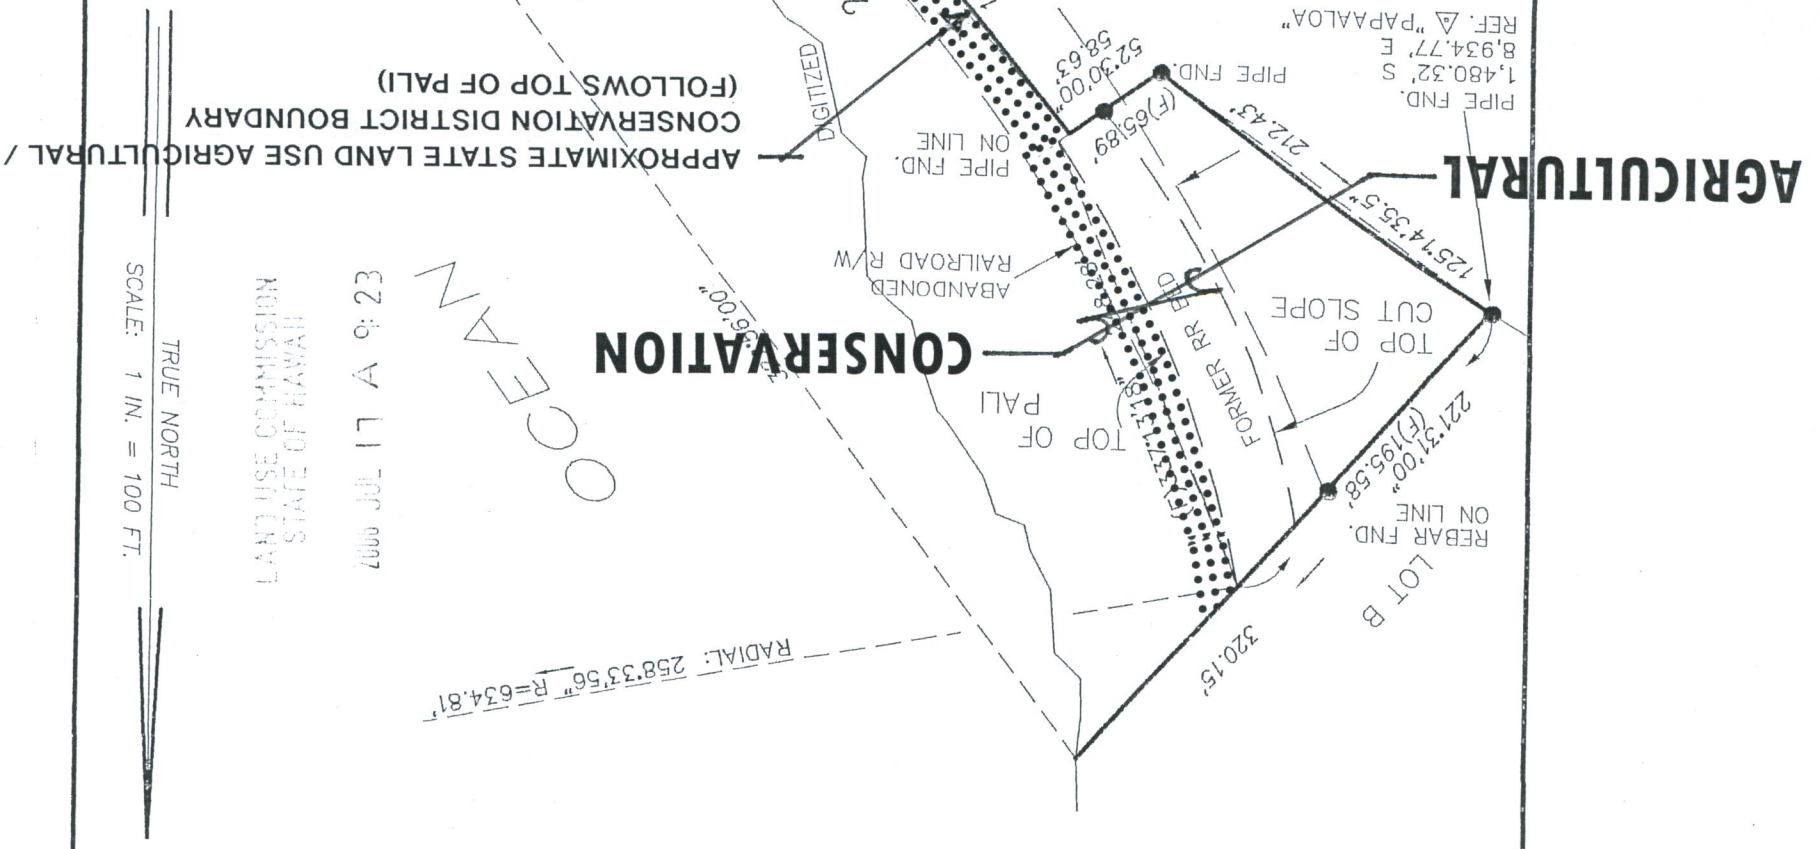 RADIAL: 258°33'56" R=634.81'
320.15'
LOT B
REBAR FND.
ON LINE
221°31'00"
(F)195.58'
TOP OF
PALI
TOP OF
CUT SLOPE
FORMER RR BED
(F)337°13'18"
CONSERVATION
OCEAN
ABANDONED
RAILROAD R/W
AGRICULTURAL
125°14'35.5"
212.43'
PIPE FND.
ON LINE
PIPE FND.
(F)65.89'
52°30'00"
58.63'
PIPE FND.
1,480.32' S
8,934.77' E
REF. "PAPAALOA"
DIGITIZED
APPROXIMATE STATE LAND USE AGRICULTURAL /
CONSERVATION DISTRICT BOUNDARY
(FOLLOWS TOP OF PALI)
TRUE NORTH
SCALE: 1 IN. = 100 FT.
LAND USE COMMISSION
STATE OF HAWAII
2006 JUL 17 A 9: 23